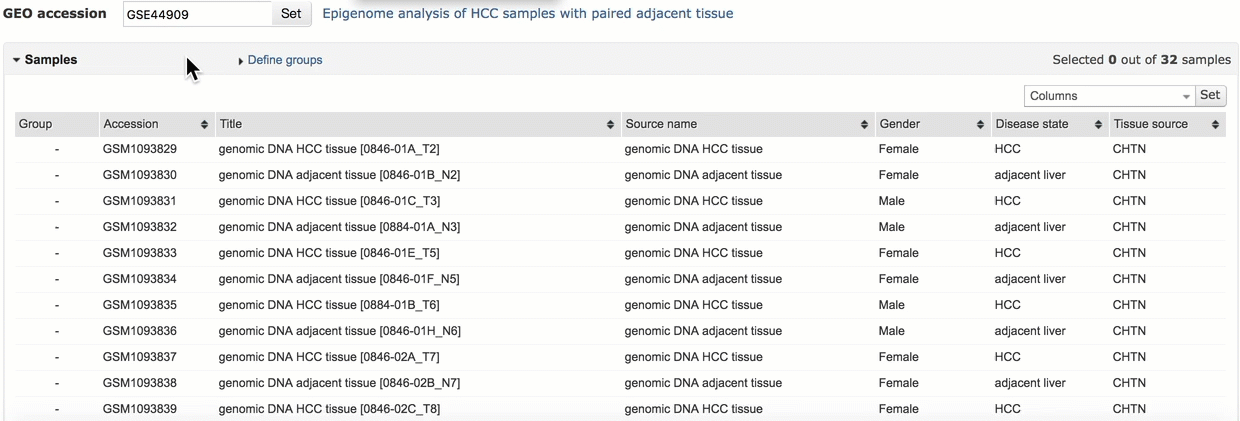 GEO accession GSE44909 Set Epigenome analysis of HCC samples with paired adjacent tissue
Samples Define groups Selected 0 out of 32 samples
Columns Set
Group Accession Title Source name Gender Disease state Tissue source
- GSM1093829 genomic DNA HCC tissue [0846-01A_T2] genomic DNA HCC tissue Female HCC CHTN
- GSM1093830 genomic DNA adjacent tissue [0846-01B_N2] genomic DNA adjacent tissue Female adjacent liver CHTN
- GSM1093831 genomic DNA HCC tissue [0846-01C_T3] genomic DNA HCC tissue Male HCC CHTN
- GSM1093832 genomic DNA adjacent tissue [0884-01A_N3] genomic DNA adjacent tissue Male adjacent liver CHTN
- GSM1093833 genomic DNA HCC tissue [0846-01E_T5] genomic DNA HCC tissue Female HCC CHTN
- GSM1093834 genomic DNA adjacent tissue [0846-01F_N5] genomic DNA adjacent tissue Female adjacent liver CHTN
- GSM1093835 genomic DNA HCC tissue [0884-01B_T6] genomic DNA HCC tissue Male HCC CHTN
- GSM1093836 genomic DNA adjacent tissue [0846-01H_N6] genomic DNA adjacent tissue Male adjacent liver CHTN
- GSM1093837 genomic DNA HCC tissue [0846-02A_T7] genomic DNA HCC tissue Female HCC CHTN
- GSM1093838 genomic DNA adjacent tissue [0846-02B_N7] genomic DNA adjacent tissue Female adjacent liver CHTN
- GSM1093839 genomic DNA HCC tissue [0846-02C_T8] genomic DNA HCC tissue Female HCC CHTN